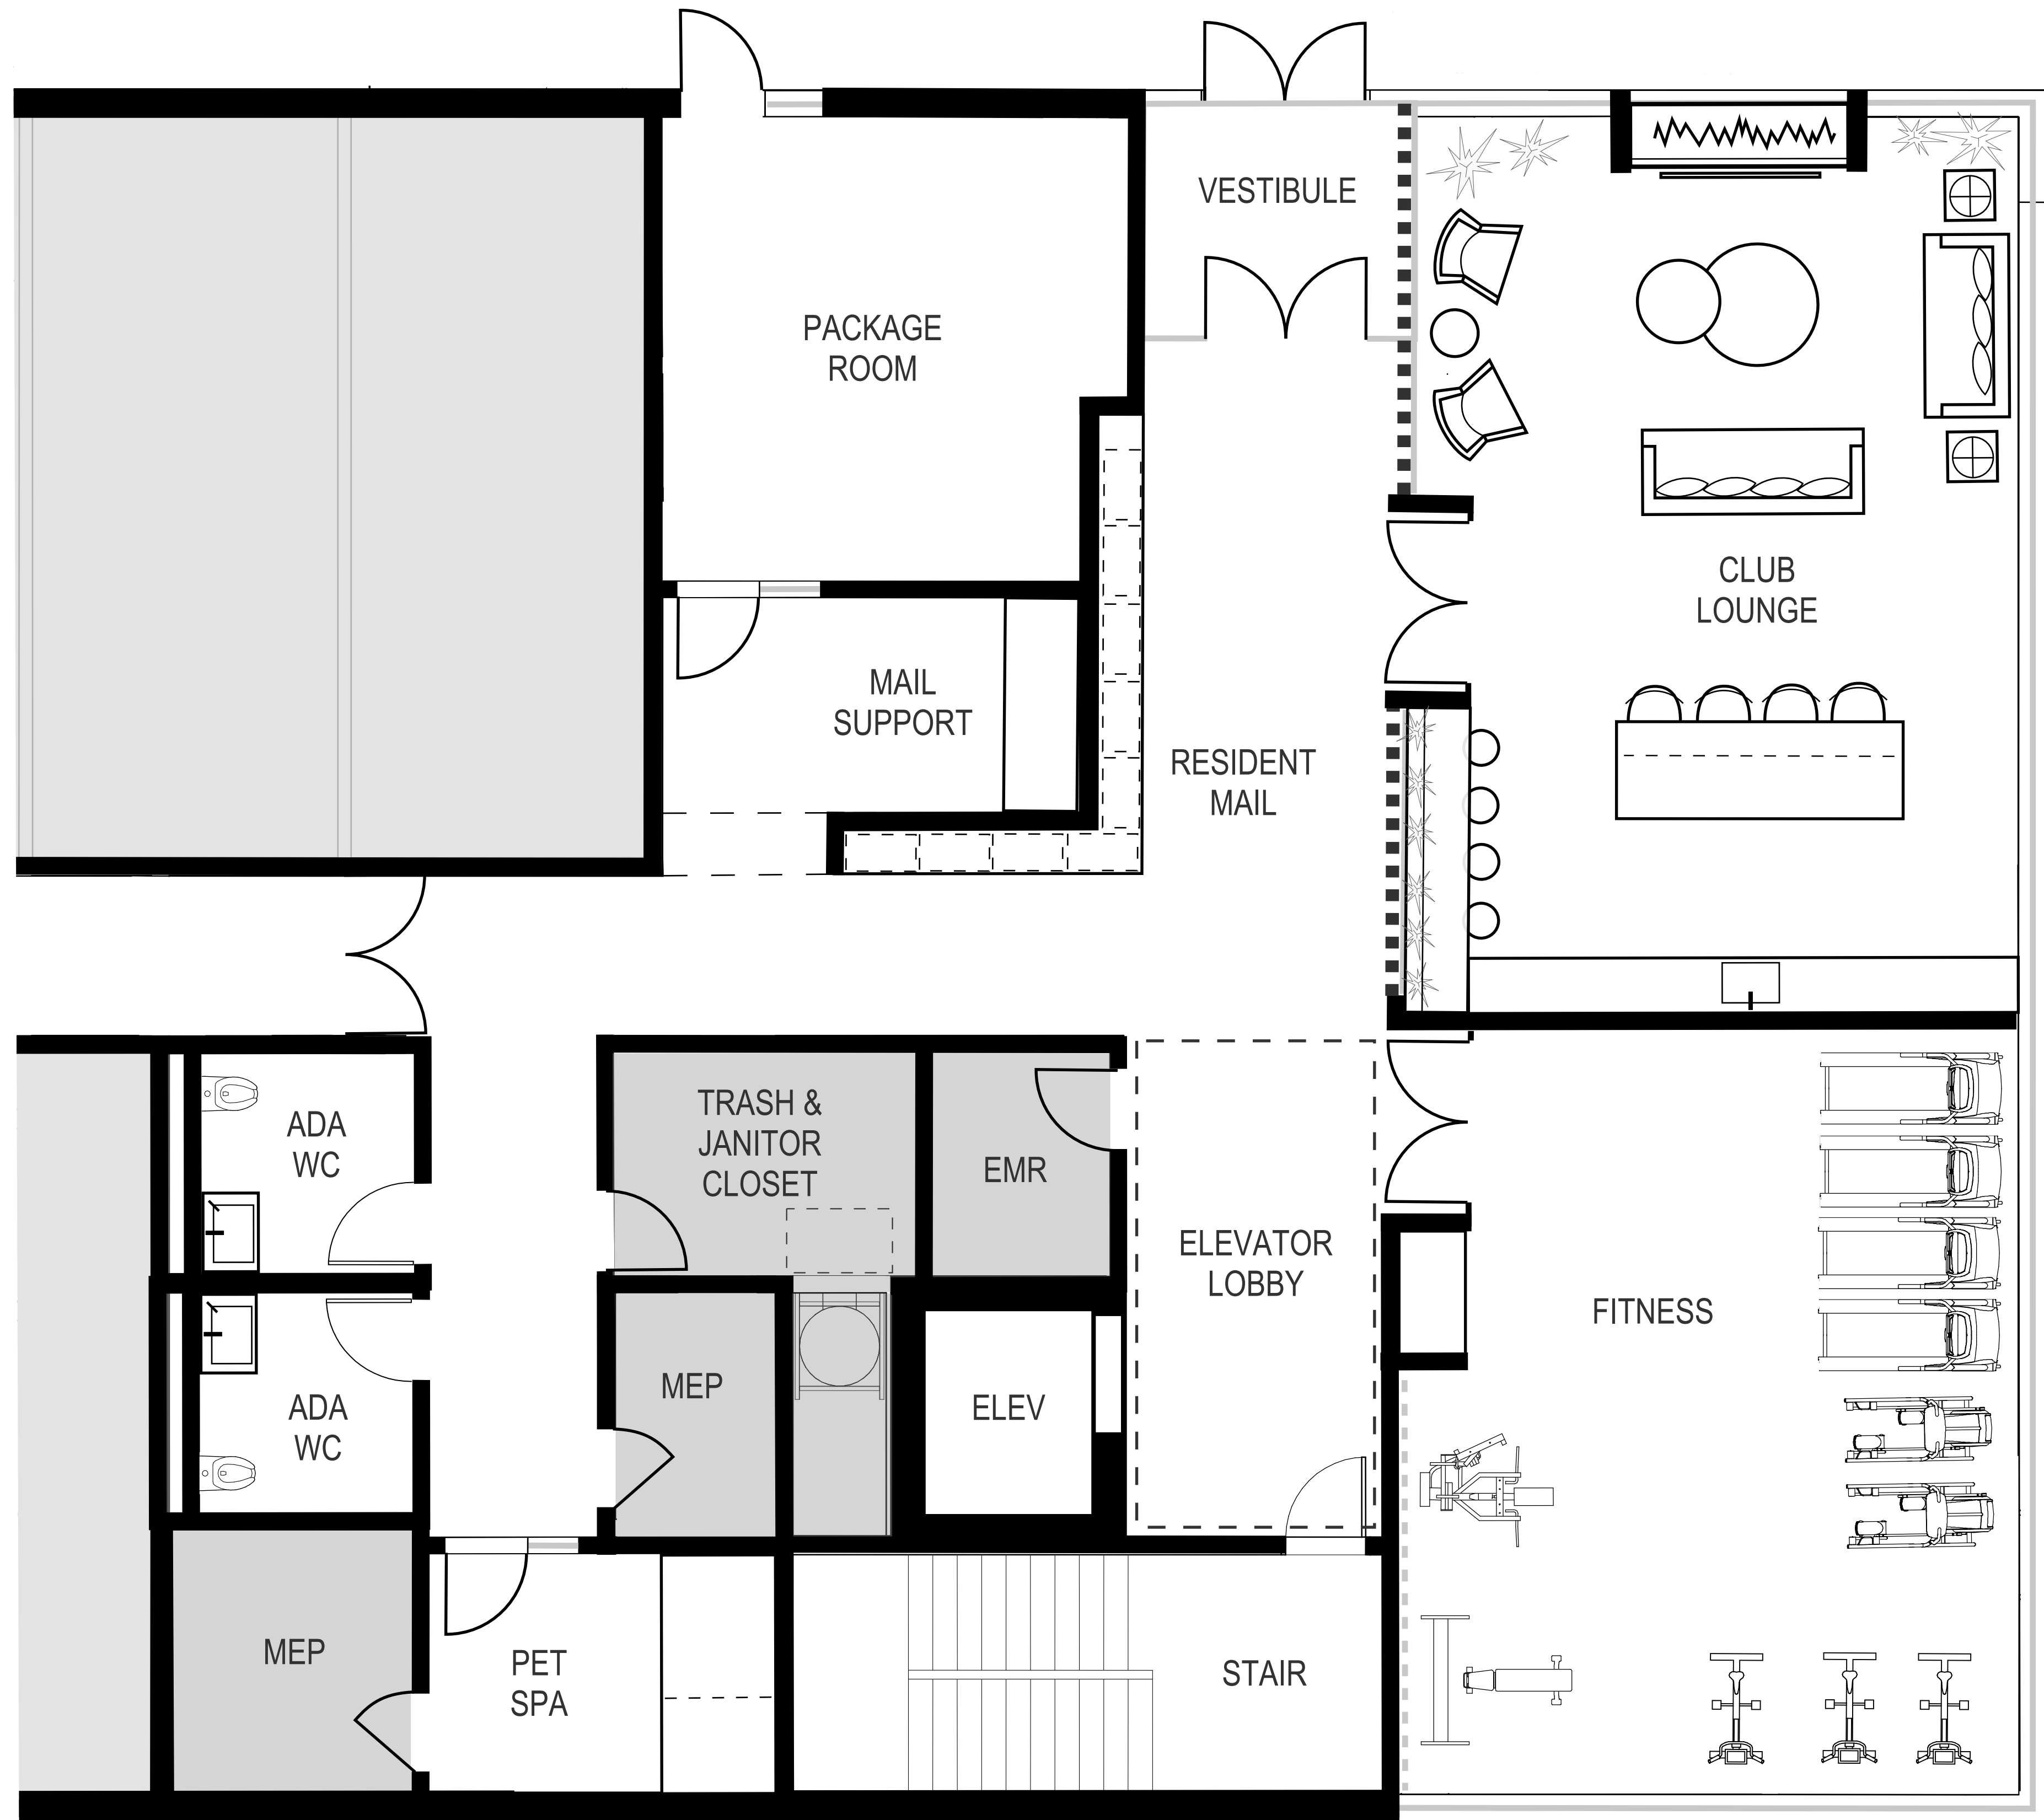 VESTIBULE
PACKAGE
ROOM
CLUB
LOUNGE
MAIL
SUPPORT
RESIDENT
MAIL
ADA
WC
TRASH &
JANITOR
CLOSET
EMR
ELEVATOR
LOBBY
FITNESS
ADA
WC
MEP
ELEV
MEP
PET
SPA
STAIR